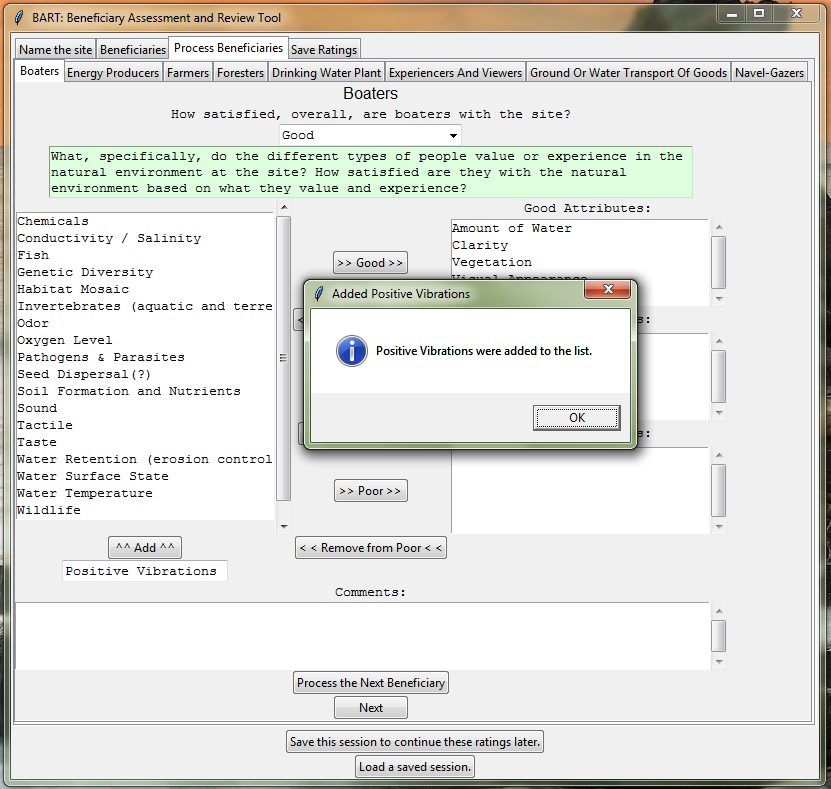 BART: Beneficiary Assessment and Review Tool
Name the site Beneficiaries Process Beneficiaries Save Ratings
Boaters Energy Producers Farmers Foresters Drinking Water Plant Experiencers And Viewers Ground Or Water Transport Of Goods Navel-Gazers
Boaters
How satisfied, overall, are boaters with the site?
Good
What, specifically, do the different types of people value or experience in the
natural environment at the site? How satisfied are they with the natural
environment based on what they value and experience?
Good Attributes:
Chemicals
Conductivity / Salinity
Fish
Genetic Diversity
Habitat Mosaic
Invertebrates (aquatic and terre
Odor
Oxygen Level
Pathogens & Parasites
Seed Dispersal(?)
Soil Formation and Nutrients
Sound
Tactile
Taste
Water Retention (erosion control
Water Surface State
Water Temperature
Wildlife
>> Good >>
Amount of Water
Clarity
Vegetation
Visual Appearance
<
s:
Added Positive Vibrations
Positive Vibrations were added to the list.
OK
s:
>> Poor >>
^^ Add ^^
< < Remove from Poor < <
Positive Vibrations
Comments:
Process the Next Beneficiary
Next
Save this session to continue these ratings later.
Load a saved session.